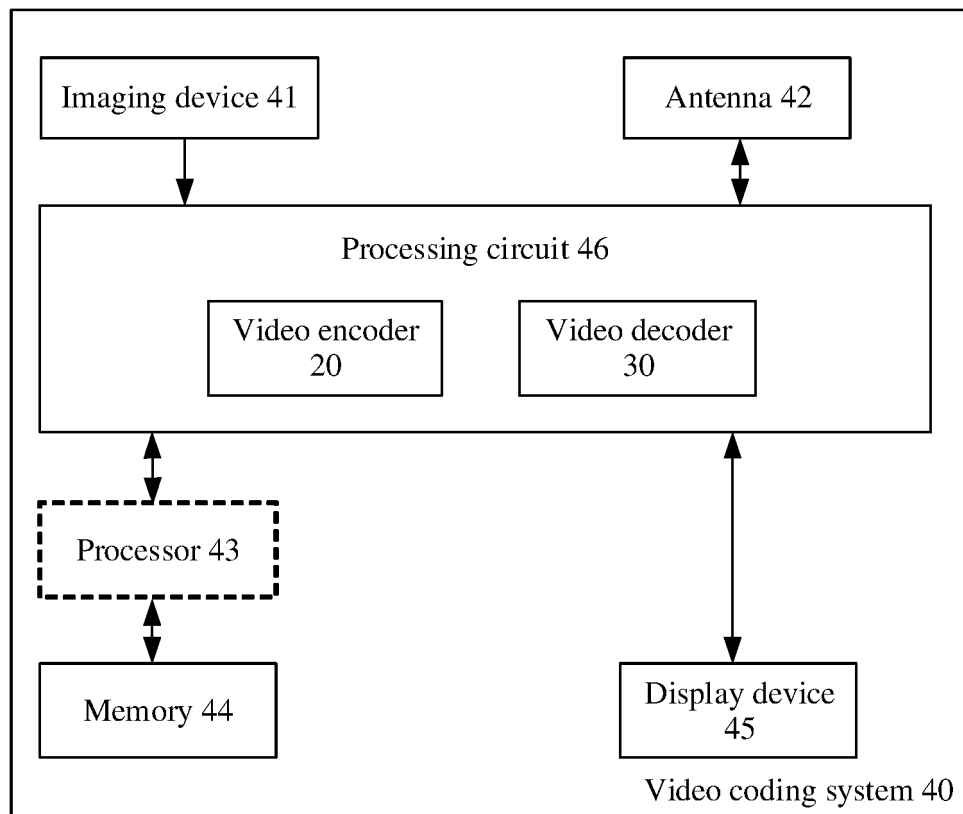 Imaging device 41
Antenna 42
Processing circuit 46
Video encoder
20
Video decoder
30
Processor 43
Memory 44
Display device
45
Video coding system 40